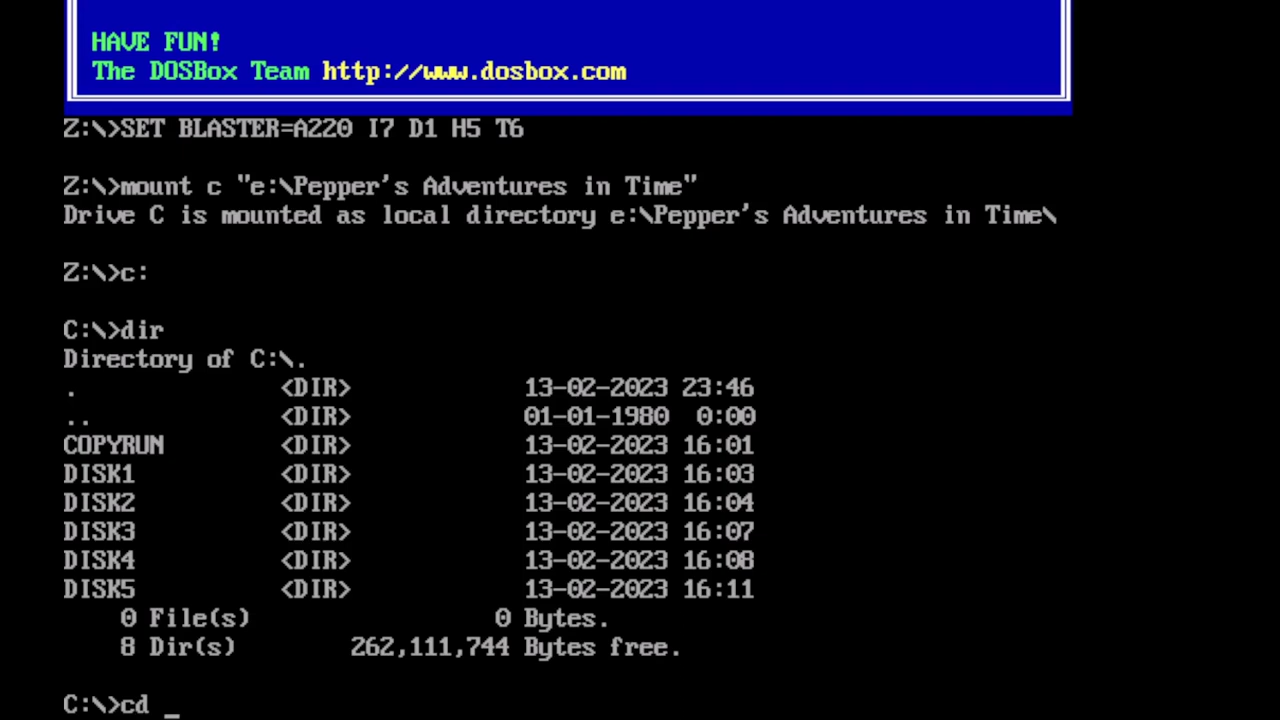 HAVE FUN!
The DOSBox Team http://www.dosbox.com
Z:\>SET BLASTER=A220 I7 D1 H5 T6
Z:\>mount c "e:\Pepper's Adventures in Time"
Drive C is mounted as local directory e:\Pepper's Adventures in Time\
Z:\>c:
C:\>dir
Directory of C:\.
. <DIR> 13-02-2023 23:46
.. <DIR> 01-01-1980 0:00
COPYRUN <DIR> 13-02-2023 16:01
DISK1 <DIR> 13-02-2023 16:03
DISK2 <DIR> 13-02-2023 16:04
DISK3 <DIR> 13-02-2023 16:07
DISK4 <DIR> 13-02-2023 16:08
DISK5 <DIR> 13-02-2023 16:11
0 File(s) 0 Bytes.
8 Dir(s) 262,111,744 Bytes free.
C:\>cd _